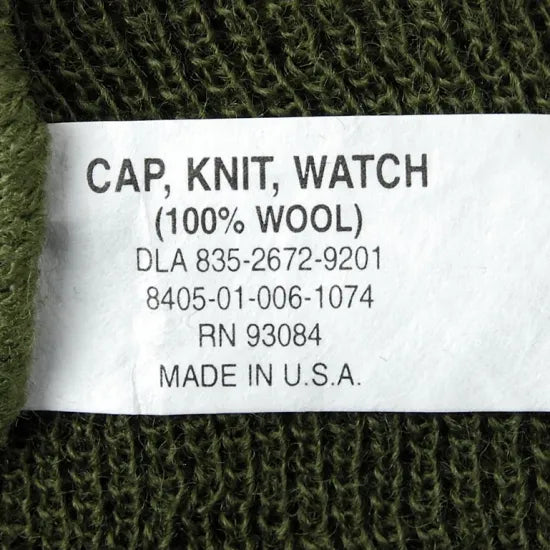 CAP, KNIT, WATCH
(100% WOOL)
DLA 835-2672-9201
8405-01-006-1074
RN 93084
MADE IN U.S.A.